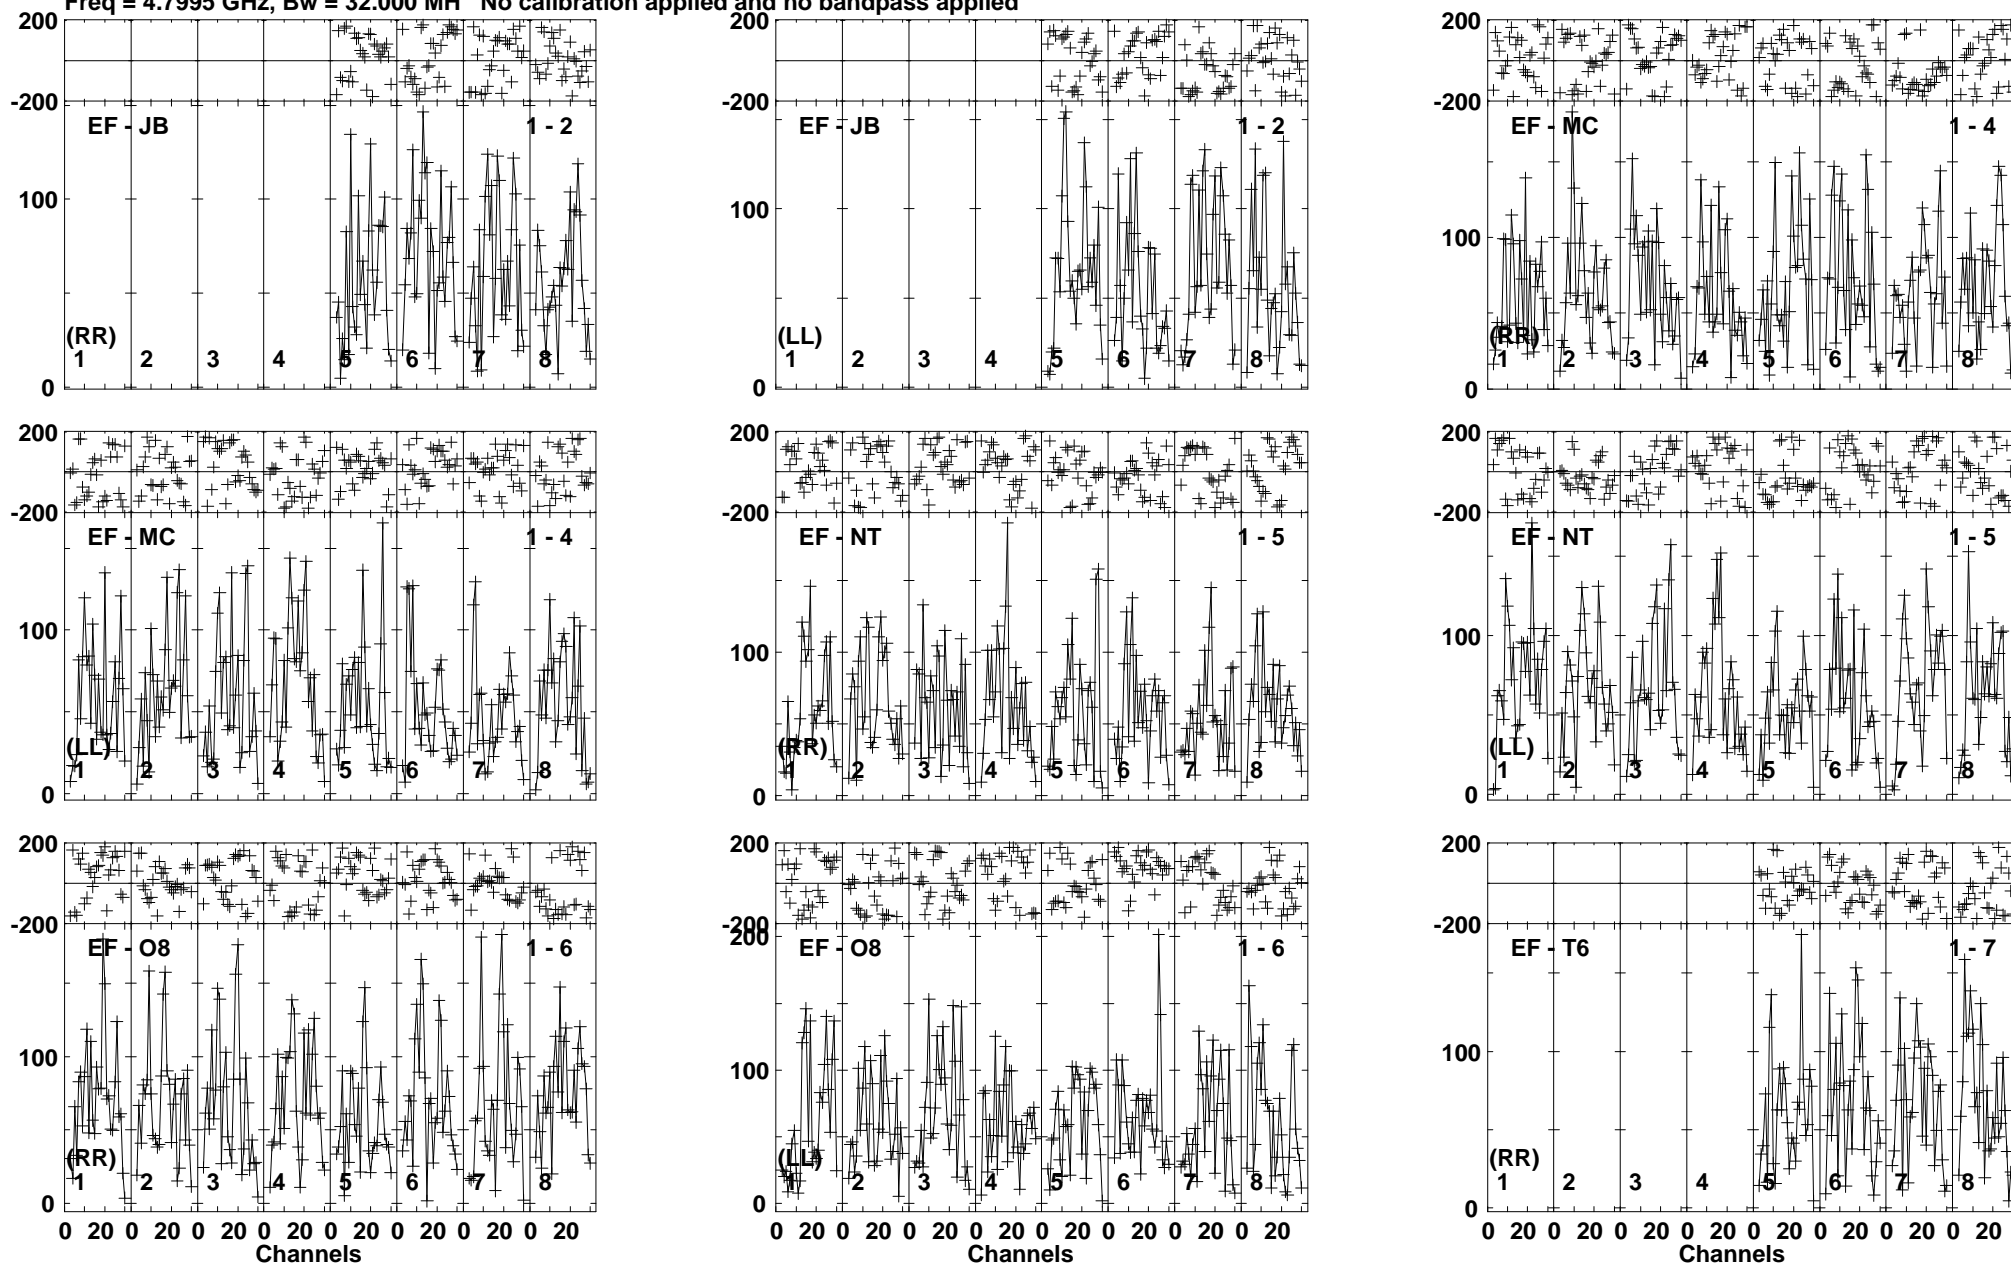 Freq = 4.7995 GHz, Bw = 32.000 MH No calibration applied and no bandpass applied
200 200 200
-200 -200 -200
EF - JB 1 - 2 EF - JB 1 - 2 EF - MC 1 - 4
100 100 100
(RR) (LL) (RR)
1 2 3 4 5 6 7 8 1 2 3 4 5 6 7 8 1 2 3 4 5 6 7 8
0 0 0
200 200 200
-200 -200 -200
EF - MC 1 - 4 EF - NT 1 - 5 EF - NT 1 - 5
100 100 100
(LL) (RR) (LL)
1 2 3 4 5 6 7 8 1 2 3 4 5 6 7 8 1 2 3 4 5 6 7 8
0 0 0
200 200 200
-200 -200 -200
200
EF - O8 1 - 6 EF - O8 1 - 6 EF - T6 1 - 7
100 100 100
(RR) (LL) (RR)
1 2 3 4 5 6 7 8 1 2 3 4 5 6 7 8 1 2 3 4 5 6 7 8
0 0 0
0 20 0 20 0 20 0 20 0 20 0 20 0 20 0 20 0 20 0 20 0 20 0 20 0 20 0 20 0 20 0 20 0 20 0 20 0 20 0 20 0 20 0 20 0 20 0 20
Channels Channels Channels